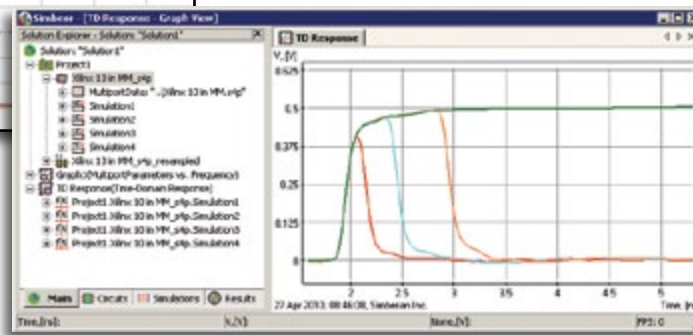 Simbeor - [TD Response - Graph View]
Solution Explorer - Solution: "Solution1"
Solution: "Solution1"
Project1
Xilinx 10 in MM_s4p
MultiportData: "..\Xilinx 10 in MM.s4p"
Simulation1
Simulation2
Simulation3
Simulation4
Xilinx 10 in MM_s4p_resampled
Graph1(Multiport Parameters vs. Frequency)
TD Response(Time-Domain Response)
Project1.Xilinx 10 in MM_s4p.Simulation1
Project1.Xilinx 10 in MM_s4p.Simulation2
Project1.Xilinx 10 in MM_s4p.Simulation3
Project1.Xilinx 10 in MM_s4p.Simulation4
Main
Circuits
Simulations
Results
TD Response
V, [V]
0.625
0.5
0.375
0.25
0.125
0
2
2.5
3
3.5
4
4.5
5
27 Apr 2013, 08:46:08, Simberian Inc.
Time, [n
Time,[ns]:
V,[V]:
None,[V]:
FPS: 0